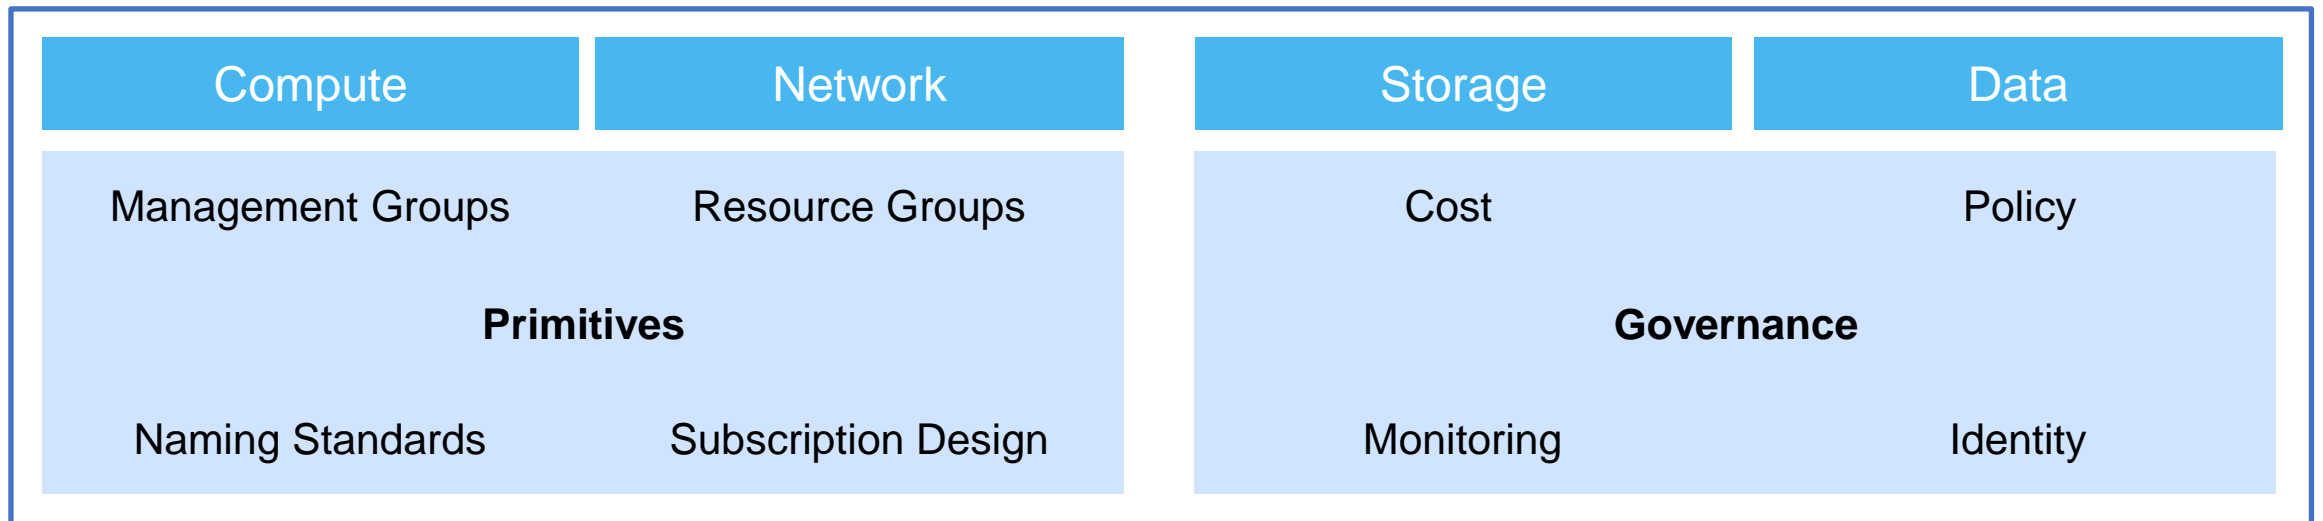 Compute
Network
Storage
Data
Management Groups
Resource Groups
Cost
Policy
Primitives
Governance
Naming Standards
Subscription Design
Monitoring
Identity